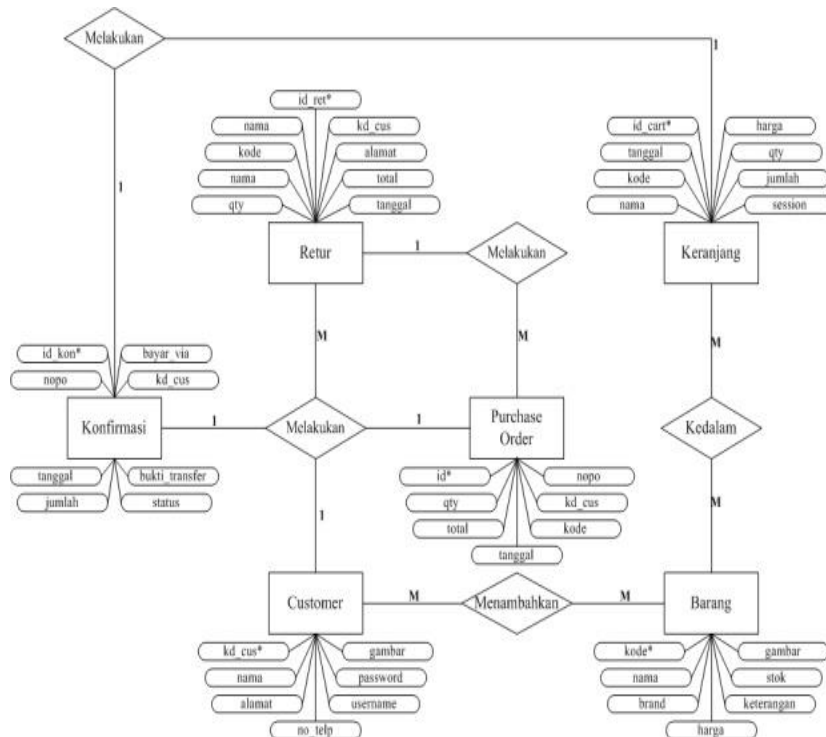 Melakukan
1
1
id_ret*
nama
kd_cus
kode
alamat
nama
total
qty
tanggal
Retur
id_cart*
harga
tanggal
qty
kode
jumlah
nama
session
Keranjang
1
Melakukan
M
M
M
id_kon*
bayar_via
nopo
kd_cus
Konfirmasi
tanggal
bukti_transfer
jumlah
status
1
Melakukan
1
Purchase
Order
id*
nopo
qty
kd_cus
total
kode
tanggal
Kedalam
M
1
Customer
kd_cus*
gambar
nama
password
alamat
username
no_telp
M
Menambahkan
M
Barang
kode*
gambar
nama
stok
brand
keterangan
harga